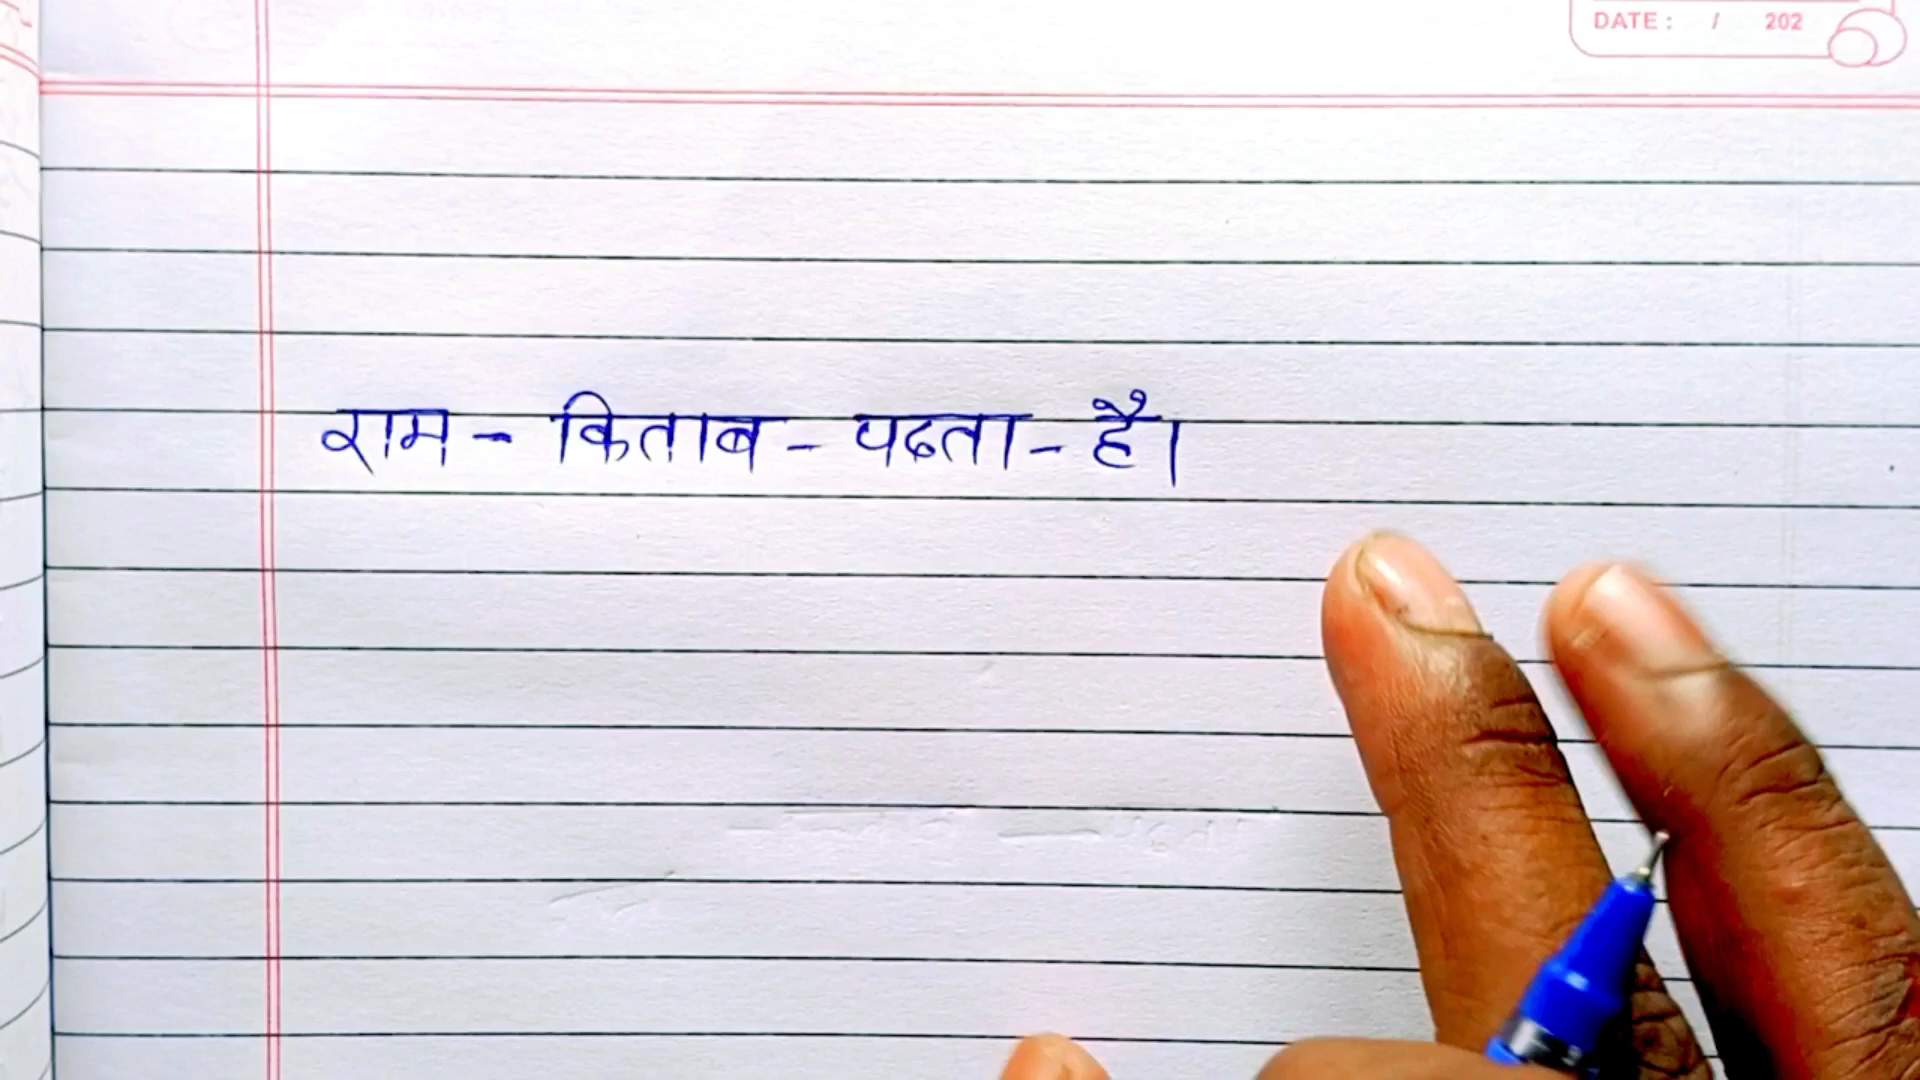 DATE : / 202
राम - किताब - पढता - है।